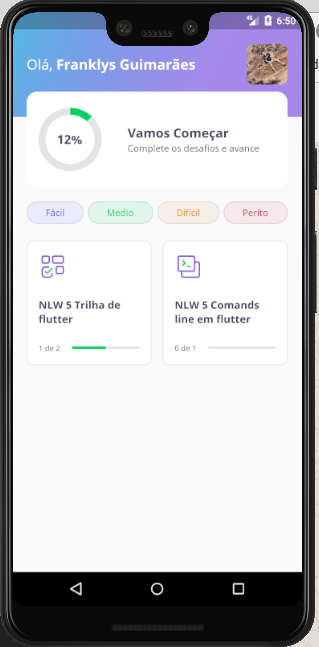 4G 6:50
Olá, Franklys Guimarães
12%
Vamos Começar
Complete os desafios e avance
Fácil Medio Difícil Perito
NLW 5 Trilha de
flutter
1 de 2
NLW 5 Comands
line em flutter
0 de 1